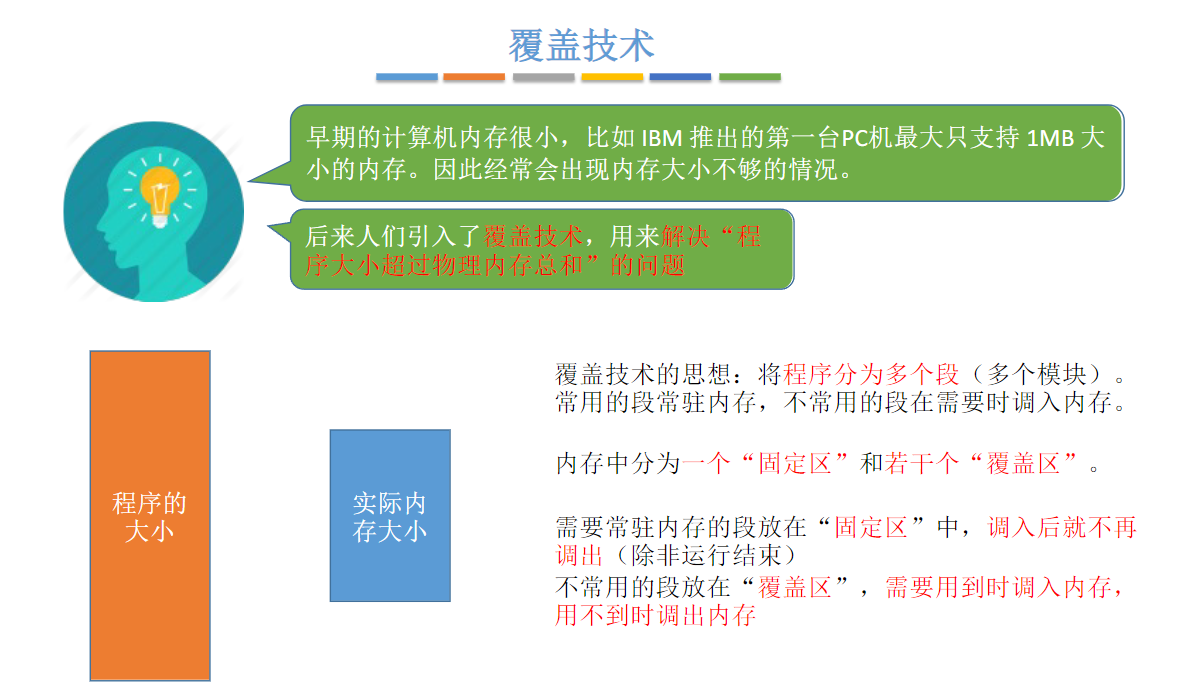 覆盖技术
早期的计算机内存很小，比如 IBM 推出的第一台PC机最大只支持 1MB 大
小的内存。因此经常会出现内存大小不够的情况。
后来人们引入了覆盖技术，用来解决“程
序大小超过物理内存总和”的问题
程序的
大小
实际内
存大小
覆盖技术的思想：将程序分为多个段（多个模块）。
常用的段常驻内存，不常用的段在需要时调入内存。
内存中分为一个“固定区”和若干个“覆盖区”。
需要常驻内存的段放在“固定区”中，调入后就不再
调出（除非运行结束）
不常用的段放在“覆盖区”，需要用到时调入内存，
用不到时调出内存